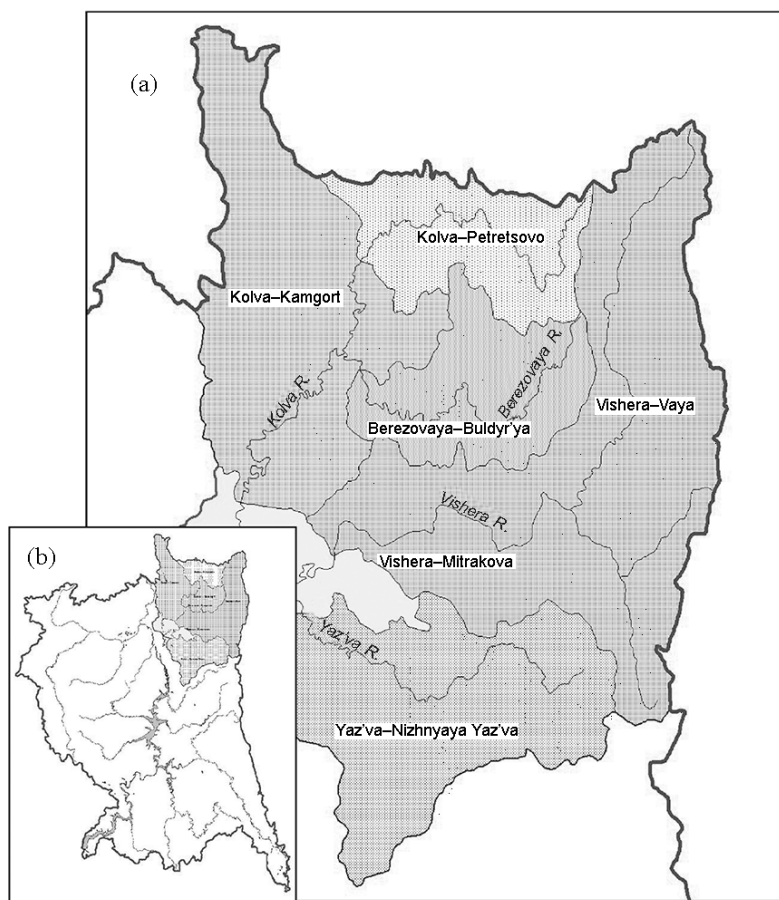 (a)
Kolva–Petretsovo
Kolva–Kamgort
Berezovaya R.
Kolva R.
Vishera–Vaya
Berezovaya–Buldyr'ya
Vishera R.
Vishera–Mitrakova
(b)
Yaz'va R.
Yaz'va–Nizhnyaya Yaz'va